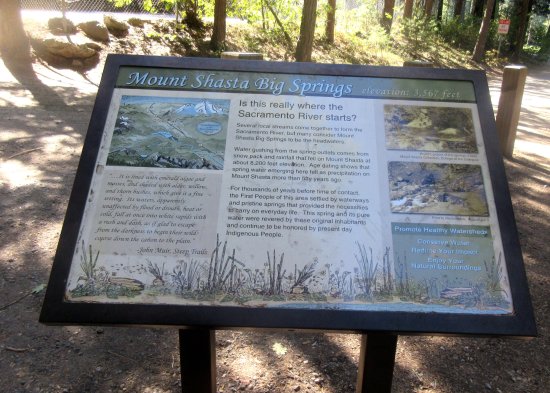 Mount Shasta Big Springs elevation: 3,567 feet
Is this really where the
Sacramento River starts?
Several local streams come together to form the
Sacramento River, but many consider Mount
Shasta Big Springs to be the headwaters.
Water gushing from the spring outlets comes from
snow pack and rainfall that fell on Mount Shasta at
about 8,200 feet elevation. Age dating shows that
spring water emerging here fell as precipitation on
Mount Shasta more than fifty years ago.
For thousands of years before time of contact,
the First People of this area settled by waterways
and pristine springs that provided the necessities
to carry on everyday life. This spring and its pure
water were revered by these original inhabitants
and continue to be honored by present day
Indigenous People.
"... It is lined with emerald algae and
mosses, and shaded with alder, willow,
and thorn bushes, which give it a fine
setting. Its waters, apparently
unaffected by flood or drouth, heat or
cold, fall at once into white rapids with
a rush and dash, as if glad to escape
from the darkness to begin their wild
course down the canyon to the plain."
-John Muir, Steep Trails
Promote Healthy Watersheds
Conserve Water
Reduce Your Impact
Enjoy Your
Natural Surroundings